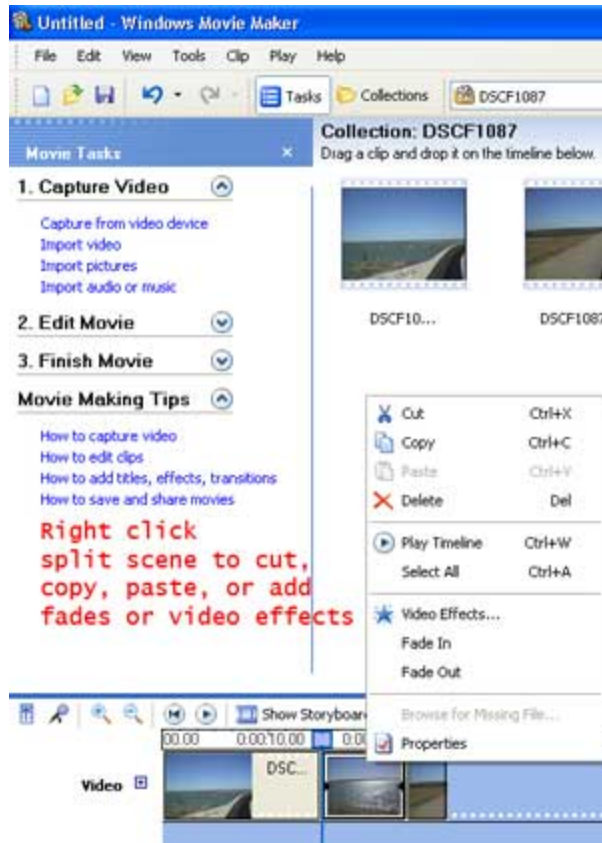 Untitled - Windows Movie Maker
File Edit View Tools Clip Play Help
Tasks Collections DSCF1087
Movie Tasks
Collection: DSCF1087
Drag a clip and drop it on the timeline below.
1. Capture Video
Capture from video device
Import video
Import pictures
Import audio or music
DSCF10... DSCF1087
2. Edit Movie
3. Finish Movie
Movie Making Tips
How to capture video
How to edit clips
How to add titles, effects, transitions
How to save and share movies
Right click
split scene to cut,
copy, paste, or add
fades or video effects
Cut Ctrl+X
Copy Ctrl+C
Paste Ctrl+V
Delete Del
Play Timeline Ctrl+W
Select All Ctrl+A
Video Effects...
Fade In
Fade Out
Browse for Missing File...
Properties
Show Storyboar
00.00 0:00:10.00 0:0
Video DSC...